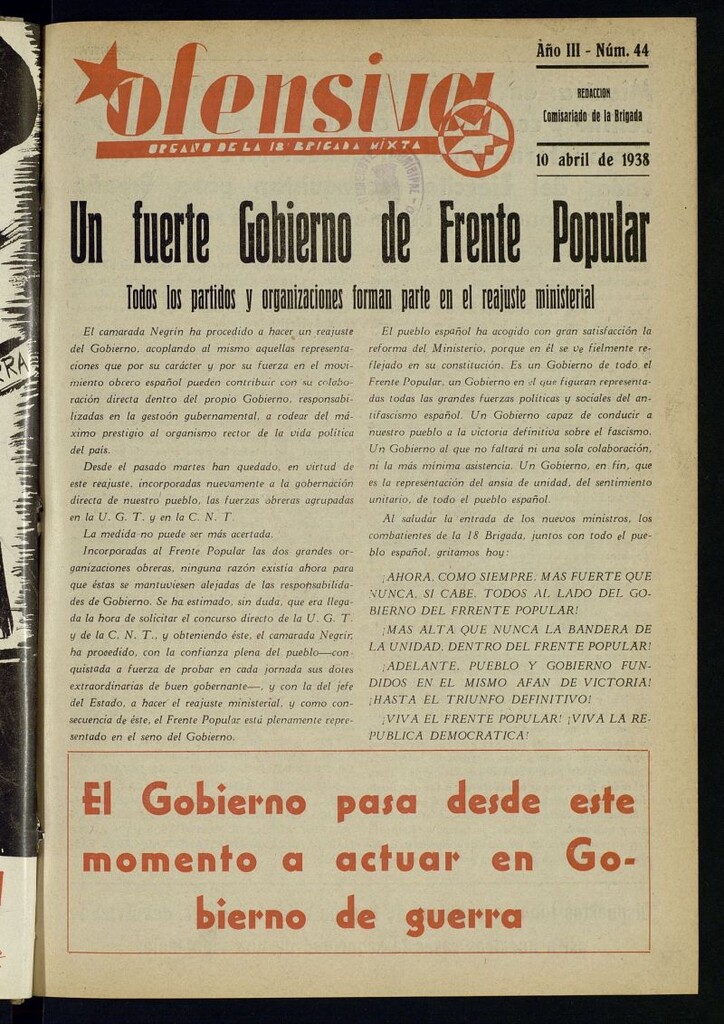 ofensiva
ORGANO DE LA 18 BRIGADA MIXTA
Año III - Núm. 44
REDACCION
Comisariado de la Brigada
10 abril de 1938
Un fuerte Gobierno de Frente Popular
Todos los partidos y organizaciones forman parte en el reajuste ministerial
El camarada Negrín ha procedido a hacer un reajuste
del Gobierno, acoplando al mismo aquellas representa-
ciones que por su carácter y por su fuerza en el movi-
miento obrero español pueden contribuir con su colabo-
ración directa dentro del propio Gobierno, responsabi-
lizadas en la gestoón gubernamental, a rodear del má-
ximo prestigio al organismo rector de la vida política
del país.
Desde el pasado martes han quedado, en virtud de
este reajuste, incorporadas nuevamente a la gobernación
directa de nuestro pueblo, las fuerzas obreras agrupadas
en la U. G. T. y en la C. N. T
La medida no puede ser más acertada.
Incorporadas al Frente Popular las dos grandes or-
ganizaciones obreras, ninguna razón existía ahora para
que éstas se mantuviesen alejadas de las responsabilida-
des de Gobierno. Se ha estimado, sin duda, que era llega-
da la hora de solicitar el concurso directo de la U. G. T.
y de la C. N. T., y obteniendo éste, el camarada Negrir,
ha proeedido, con la confianza plena del pueblo—con-
quistada a fuerza de probar en cada jornada sus dotes
extraordinarias de buen gobernante—, y con la del jefe
del Estado, a hacer el reajuste ministerial, y como con-
secuencia de éste, el Frente Popular está plenamente repre-
sentado en el seno del Gobierno.
El pueblo español ha acogido con gran satisfacción la
reforma del Ministerio, porque en él se ve fielmente re-
flejado en su constitución. Es un Gobierno de todo el
Frente Popular, un Gobierno en el que figuran representa-
das todas las grandes fuerzas políticas y sociales del an-
tifascismo español. Un Gobierno capaz de conducir a
nuestro pueblo a la victoria definitiva sobre el fascismo.
Un Gobierno al que no faltará ni una sola colaboración,
ni la más mínima asistencia. Un Gobierno, en fin, que
es la representación del ansia de unidad, del sentimiento
unitario, de todo el pueblo español.
Al saludar la entrada de los nuevos ministros, los
combatientes de la 18 Brigada, juntos con todo el pue-
blo español, gritamos hoy:
¡AHORA, COMO SIEMPRE, MAS FUERTE QUE
NUNCA, SI CABE, TODOS AL LADO DEL GO-
BIERNO DEL FRRENTE POPULAR!
¡MAS ALTA QUE NUNCA LA BANDERA DE
LA UNIDAD, DENTRO DEL FRENTE POPULAR!
¡ADELANTE, PUEBLO Y GOBIERNO FUN-
DIDOS EN EL MISMO AFAN DE VICTORIA!
¡HASTA EL TRIUNFO DEFINITIVO!
¡VIVA EL FRENTE POPULAR! ¡VIVA LA RE-
PUBLICA DEMOCRATICA!
El Gobierno pasa desde este
momento a actuar en Go-
bierno de guerra